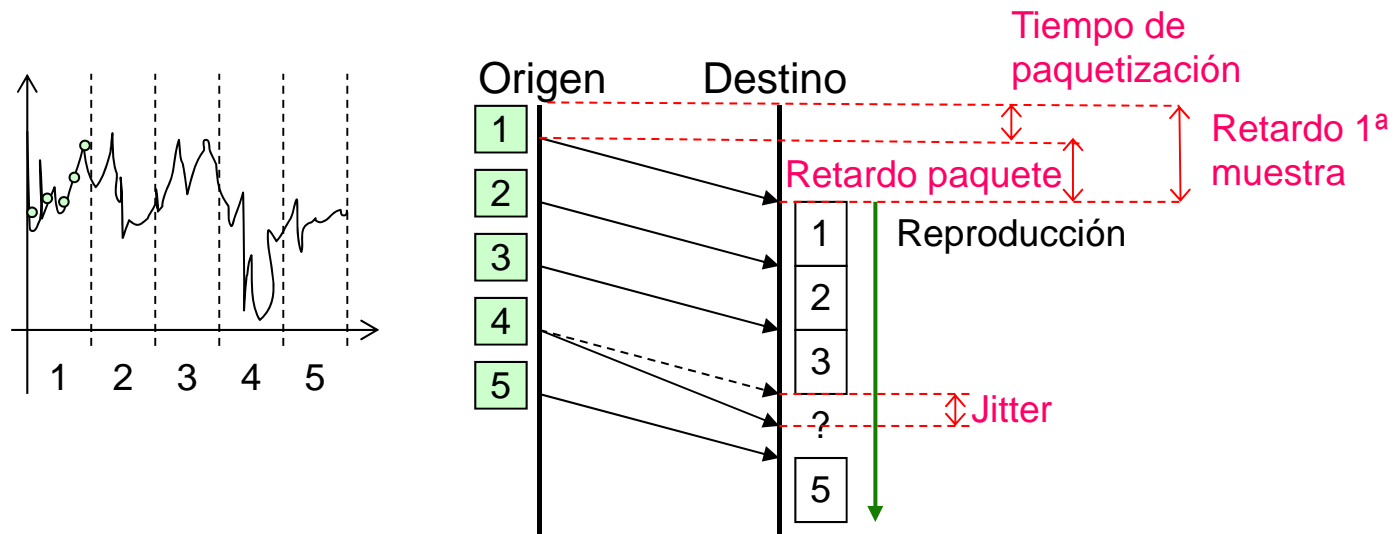 Tiempo de
paquetización
Origen
Destino
Retardo 1ª
muestra
Retardo paquete
Reproducción
1
2
3
4
5
1
2
3
?
5
Jitter
1 2 3 4 5